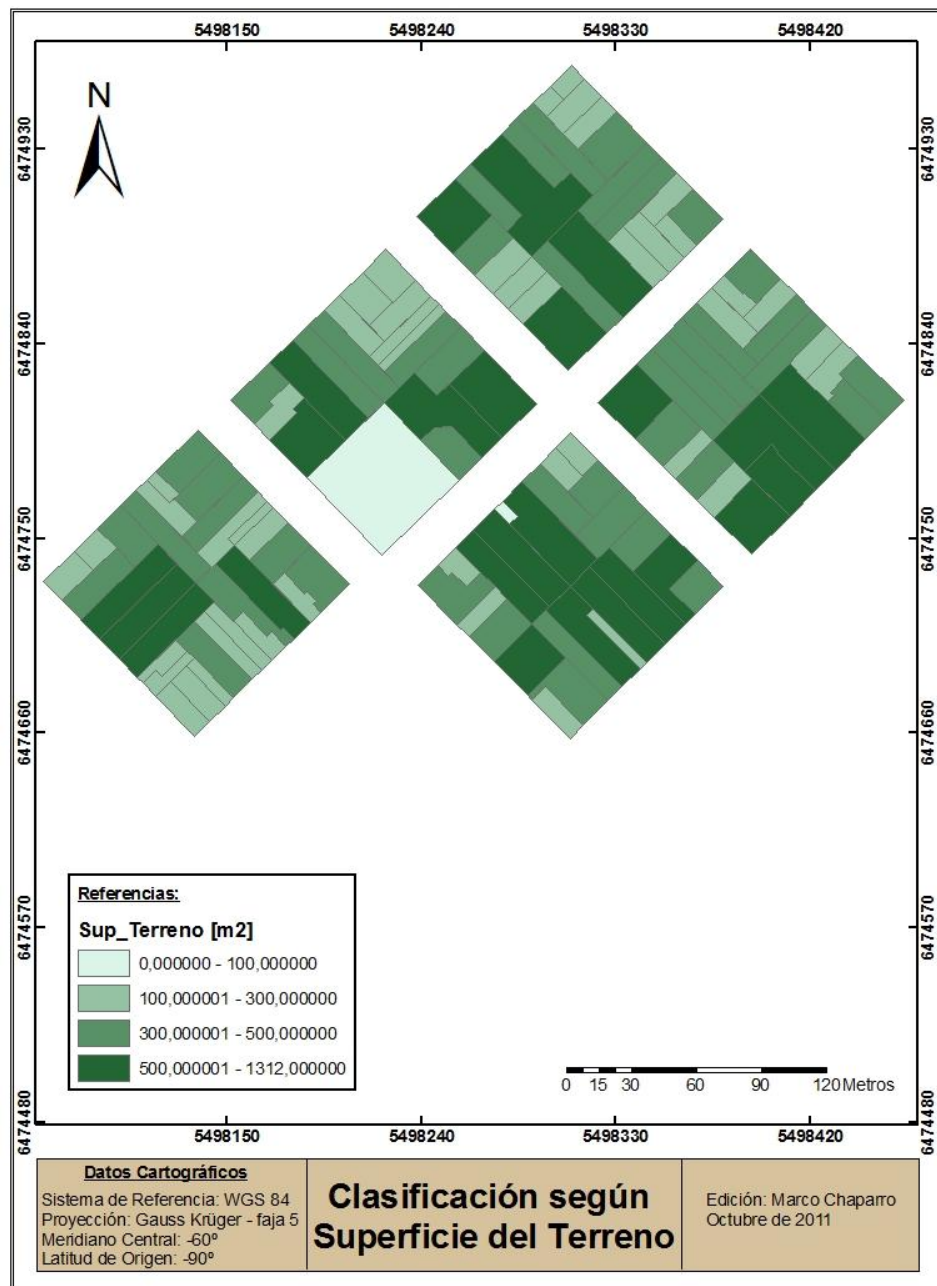 5498150 5498240 5498330 5498420
N
6474930 6474930
6474840 6474840
6474750 6474750
6474660 6474660
6474570 6474570
6474480 6474480
Referencias:
Sup_Terreno [m2]
0,000000 - 100,000000
100,000001 - 300,000000
300,000001 - 500,000000
500,000001 - 1312,000000
0 15 30 60 90 120 Metros
5498150 5498240 5498330 5498420
Datos Cartográficos
Sistema de Referencia: WGS 84
Proyección: Gauss Krüger - faja 5
Meridiano Central: -60º
Latitud de Origen: -90º
Clasificación según
Superficie del Terreno
Edición: Marco Chaparro
Octubre de 2011